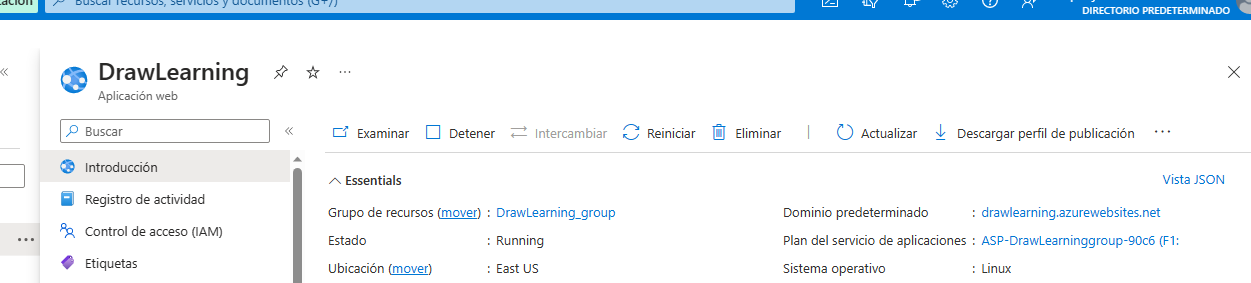 Buscar recursos, servicios y documentos (G+/)
DIRECTORIO PREDETERMINADO
DrawLearning
Aplicación web
Buscar
Examinar Detener Intercambiar Reiniciar Eliminar Actualizar Descargar perfil de publicación
Introducción
Essentials
Vista JSON
Registro de actividad
Grupo de recursos (mover) : DrawLearning_group
Dominio predeterminado : drawlearning.azurewebsites.net
Control de acceso (IAM)
Estado : Running
Plan del servicio de aplicaciones : ASP-DrawLearninggroup-90c6 (F1:
Etiquetas
Ubicación (mover) : East US
Sistema operativo : Linux